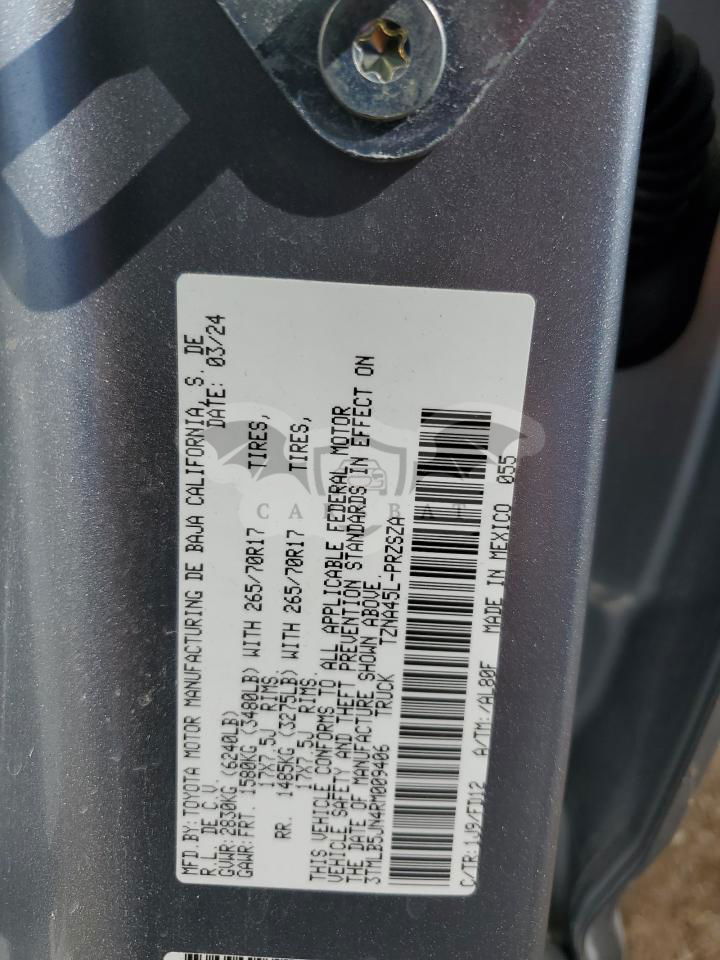 MFD.BY:TOYOTA MOTOR MANUFACTURING DE BAJA CALIFORNIA, S. DE
R.L. DE C.V. DATE: 03/24
GVWR:2830KG (6240LB)
GAWR:FRT. 1580KG (3480LB) WITH 265/70R17 TIRES,
17X7.5J RIMS.
RR. 1485KG (3275LB) WITH 265/70R17 TIRES,
17X7.5J RIMS.
THIS VEHICLE CONFORMS TO ALL APPLICABLE FEDERAL MOTOR
VEHICLE SAFETY AND THEFT PREVENTION STANDARDS IN EFFECT ON
THE DATE OF MANUFACTURE SHOWN ABOVE.
3TMLB5JN4RM009406 TRUCK TZNA45L-PRZSZA
C/TR:1J9/FD12 A/TM:-/AL80F MADE IN MEXICO 055